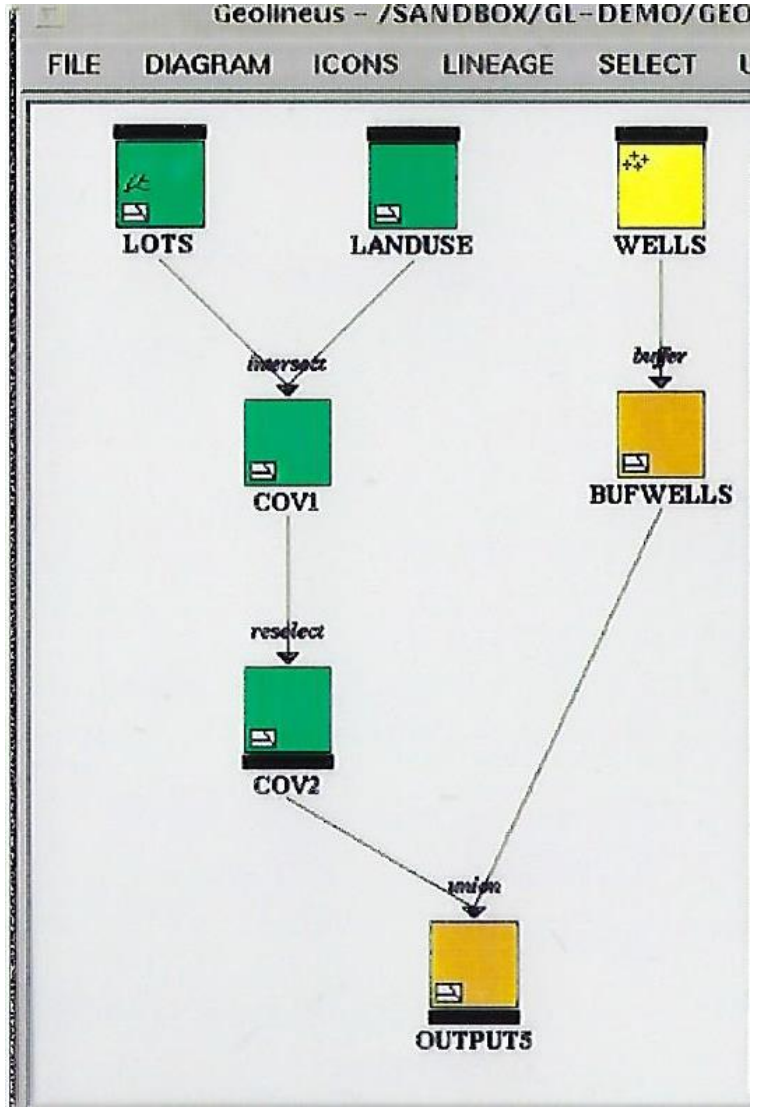 Geolineus - /SANDBOX/GL-DEMO/GEO
FILE DIAGRAM ICONS LINEAGE SELECT
LOTS LANDUSE WELLS
intersect buffer
COV1 BUFWELLS
reselect
COV2
union
OUTPUT5